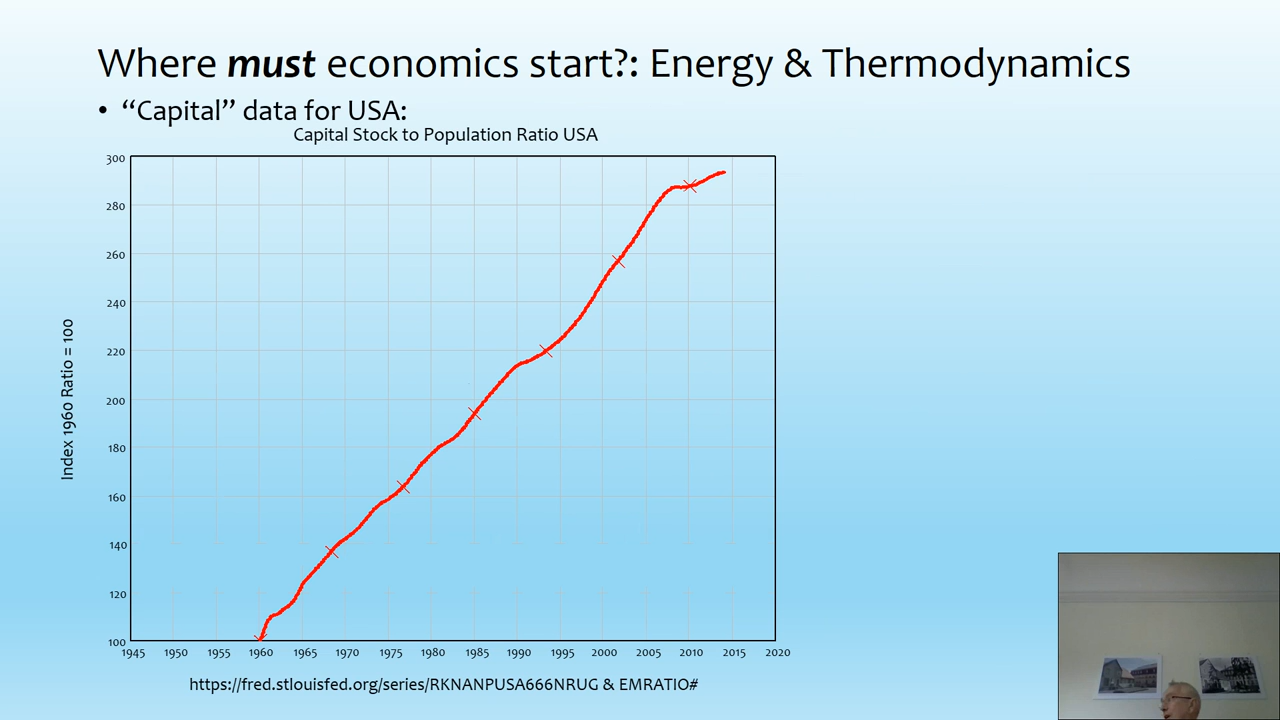 Where must economics start?: Energy & Thermodynamics
• “Capital” data for USA:
Capital Stock to Population Ratio USA
300
280
260
240
220
200
180
160
140
120
100
Index 1960 Ratio = 100
1945 1950 1955 1960 1965 1970 1975 1980 1985 1990 1995 2000 2005 2010 2015 2020
https://fred.stlouisfed.org/series/RKNANPUSA666NRUG & EMRATIO#